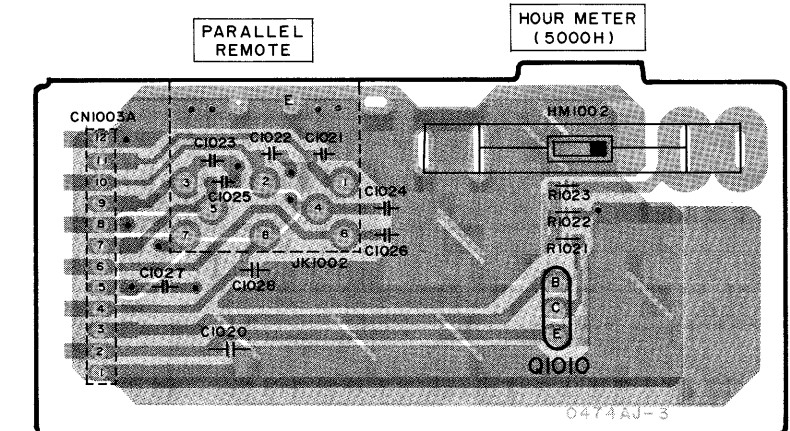 PARALLEL
REMOTE
HOUR METER
(5000H)
E
HM1002
CN1003A
12
11
10
9
8
7
6
5
4
3
2
1
C1023
C1022
C1021
3
2
1
C1025
5
4
C1024
7
8
6
C1026
JK1002
C1027
C1028
C1020
R1023
R1022
R1021
B
C
E
Q1010
0474AJ-3